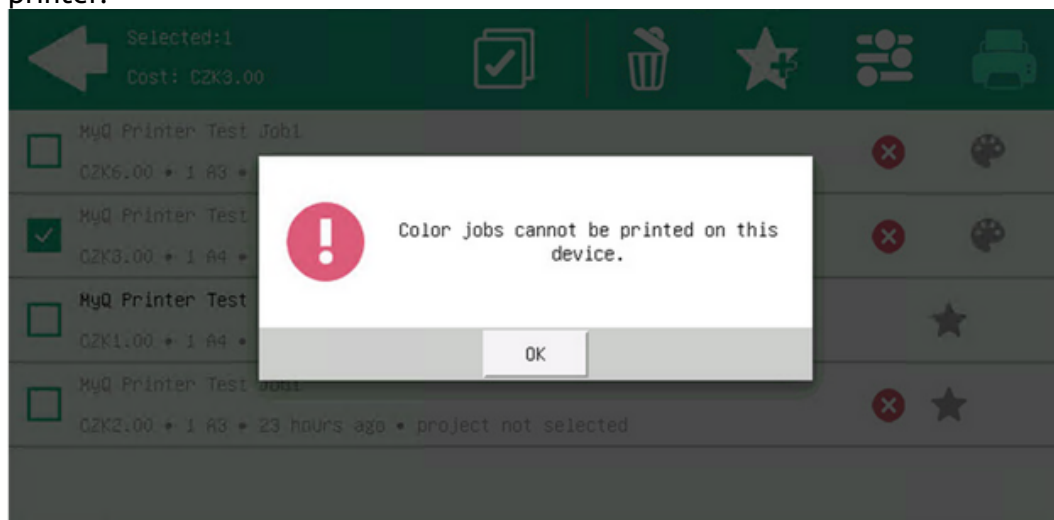 printer.
Selected:1
Cost: CZK3.00
MyQ Printer Test Job1
CZK6.00 • 1 A3 •
MyQ Printer Test
CZK3.00 • 1 A4 •
Color jobs cannot be printed on this
device.
MyQ Printer Test
CZK1.00 • 1 A4 •
OK
MyQ Printer Test Job1
CZK2.00 • 1 A3 • 23 hours ago • project not selected